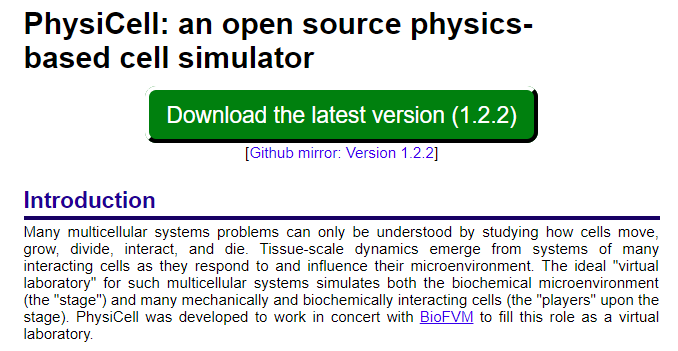 PhysiCell: an open source physics-
based cell simulator
Download the latest version (1.2.2)
[Github mirror: Version 1.2.2]
Introduction
Many multicellular systems problems can only be understood by studying how cells move,
grow, divide, interact, and die. Tissue-scale dynamics emerge from systems of many
interacting cells as they respond to and influence their microenvironment. The ideal "virtual
laboratory" for such multicellular systems simulates both the biochemical microenvironment
(the "stage") and many mechanically and biochemically interacting cells (the "players" upon the
stage). PhysiCell was developed to work in concert with BioFVM to fill this role as a virtual
laboratory.